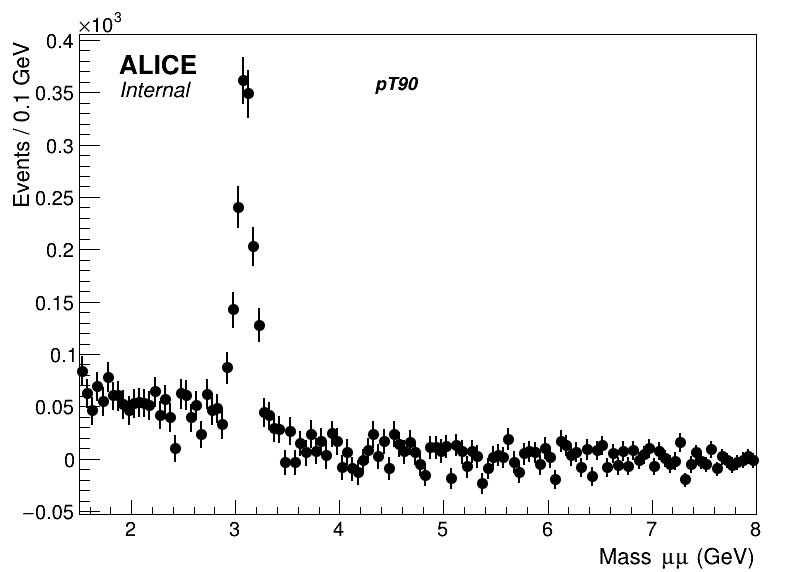 ×10³
0.4
0.35
0.3
0.25
0.2
0.15
0.1
0.05
0
−0.05
Events / 0.1 GeV
ALICE
Internal
pT90
2 3 4 5 6 7 8
Mass μμ (GeV)